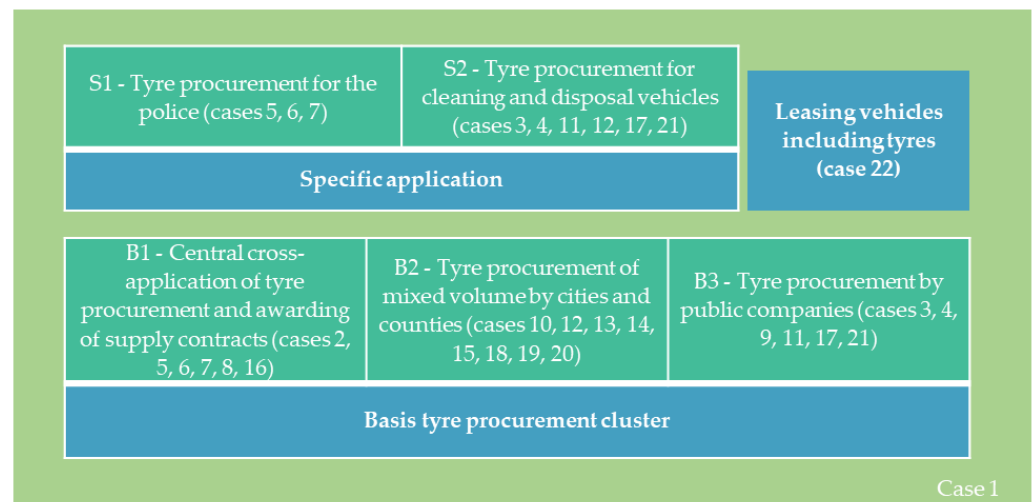 S1 - Tyre procurement for the
police (cases 5, 6, 7)
S2 - Tyre procurement for
cleaning and disposal vehicles
(cases 3, 4, 11, 12, 17, 21)
Specific application
Leasing vehicles
including tyres
(case 22)
B1 - Central cross-
application of tyre
procurement and awarding
of supply contracts (cases 2,
5, 6, 7, 8, 16)
B2 - Tyre procurement of
mixed volume by cities and
counties (cases 10, 12, 13, 14,
15, 18, 19, 20)
B3 - Tyre procurement by
public companies (cases 3, 4,
9, 11, 17, 21)
Basis tyre procurement cluster
Case 1